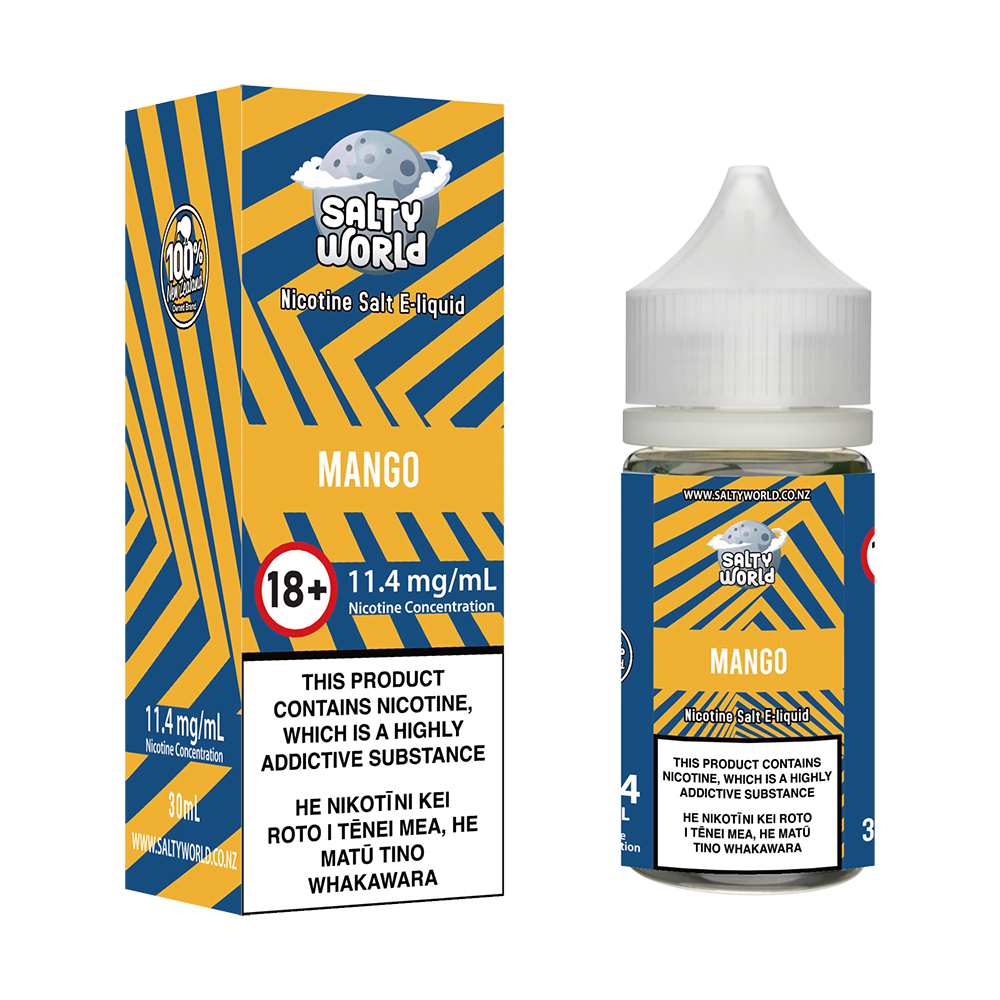 100%
New Zealand
Owned Brand
11.4 mg/mL
Nicotine Concentration
30mL
WWW.SALTYWORLD.CO.NZ
SALTY
WORLD
Nicotine Salt E-liquid
MANGO
18+
11.4 mg/mL
Nicotine Concentration
THIS PRODUCT
CONTAINS NICOTINE,
WHICH IS A HIGHLY
ADDICTIVE SUBSTANCE
HE NIKOTĪNI KEI
ROTO I TĒNEI MEA, HE
MATŪ TINO
WHAKAWARA
WWW.SALTYWORLD.CO.NZ
SALTY
WORLD
MANGO
Nicotine Salt E-liquid
THIS PRODUCT CONTAINS
NICOTINE, WHICH IS A HIGHLY
ADDICTIVE SUBSTANCE
HE NIKOTĪNI KEI ROTO
I TĒNEI MEA, HE MATŪ
TINO WHAKAWARA